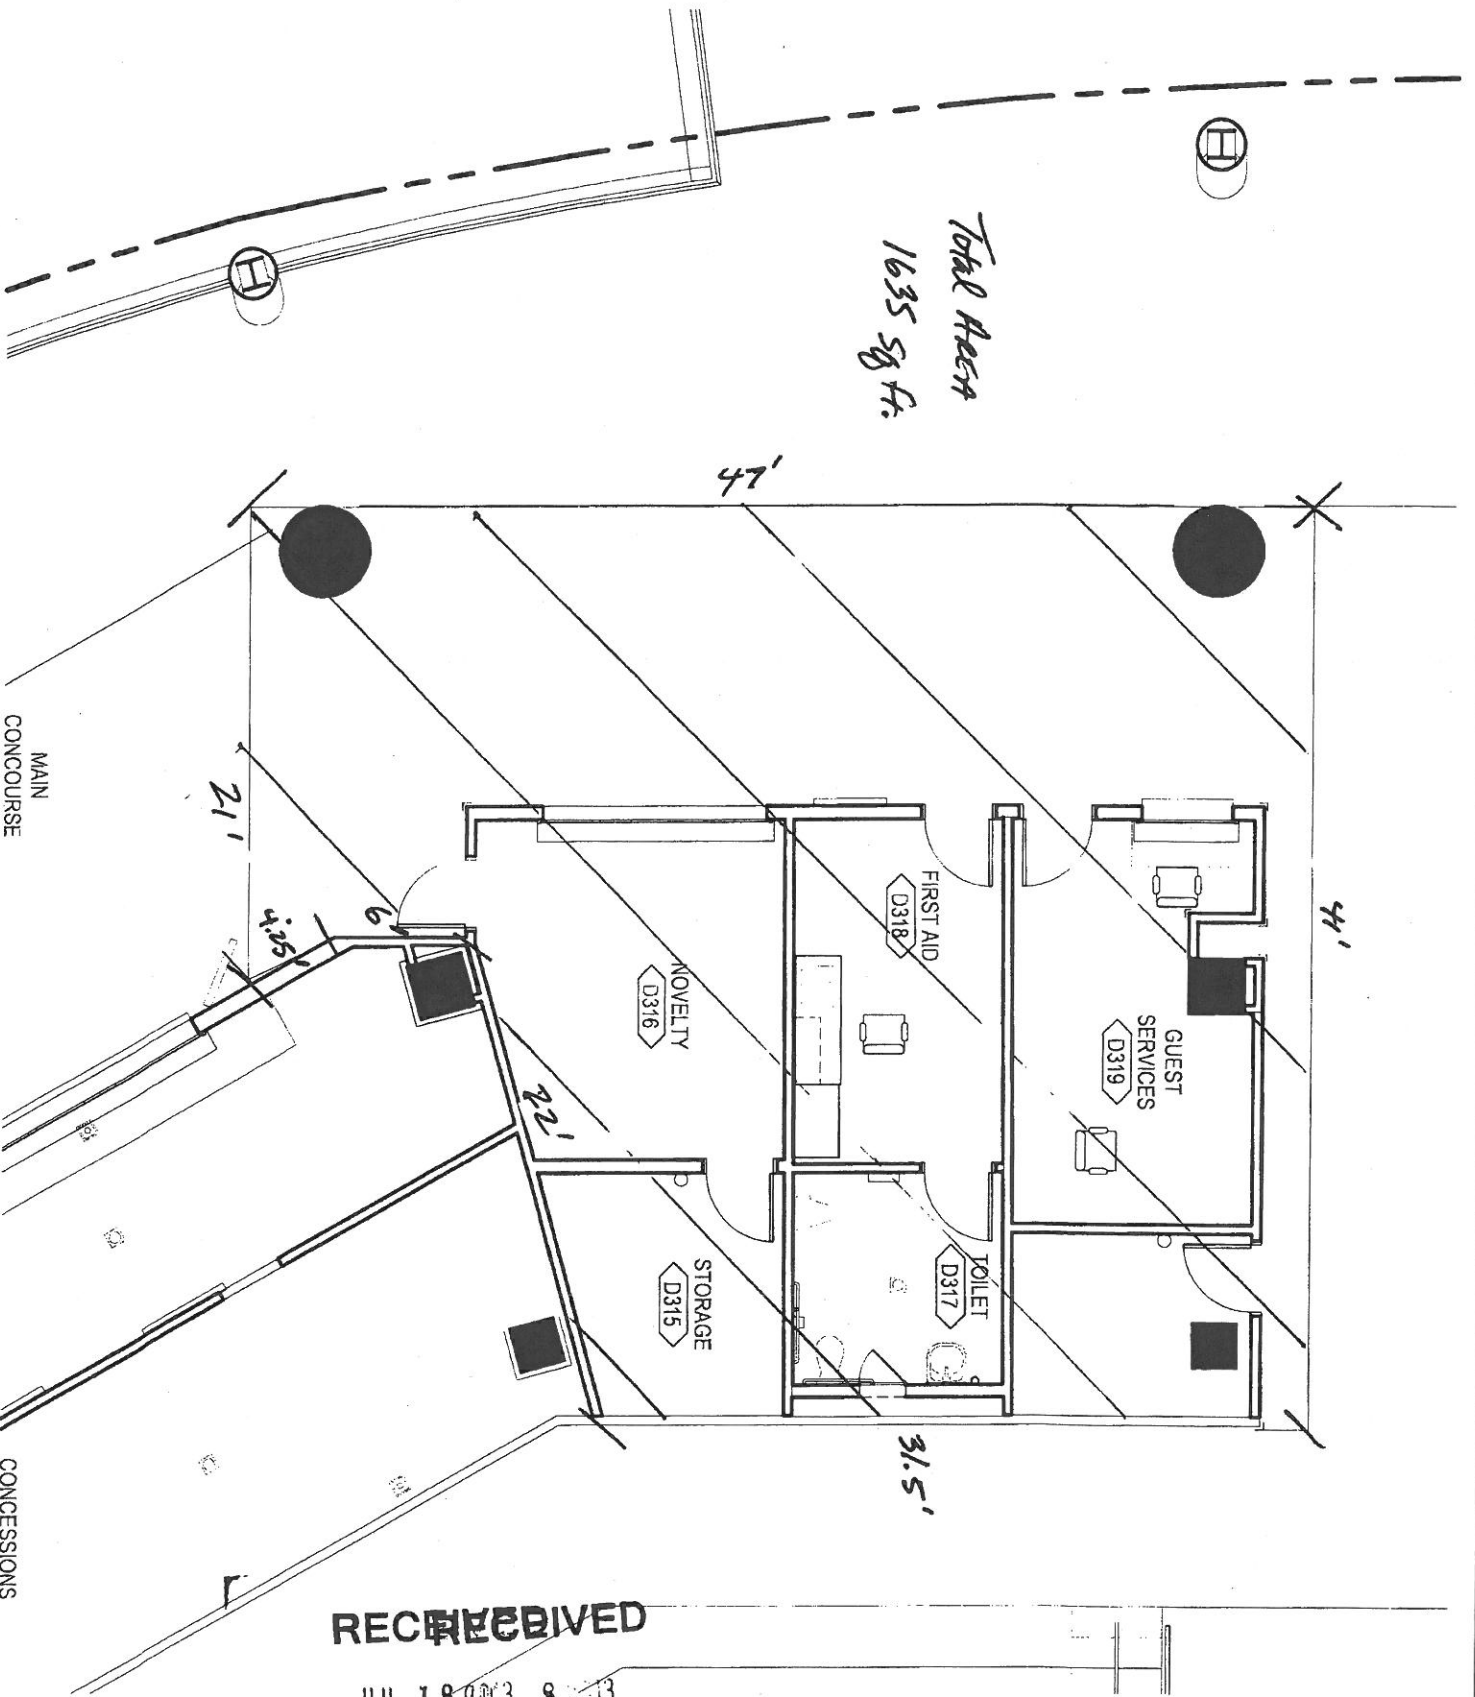 Total AREA
1635 sq ft.
47'
41'
21'
4.25'
6'
22'
31.5'
MAIN
CONCOURSE
FIRST AID
D318
GUEST
SERVICES
D319
NOVELTY
D316
TOILET
D317
STORAGE
D315
CONCESSIONS
RECEIVED
RECEIVED